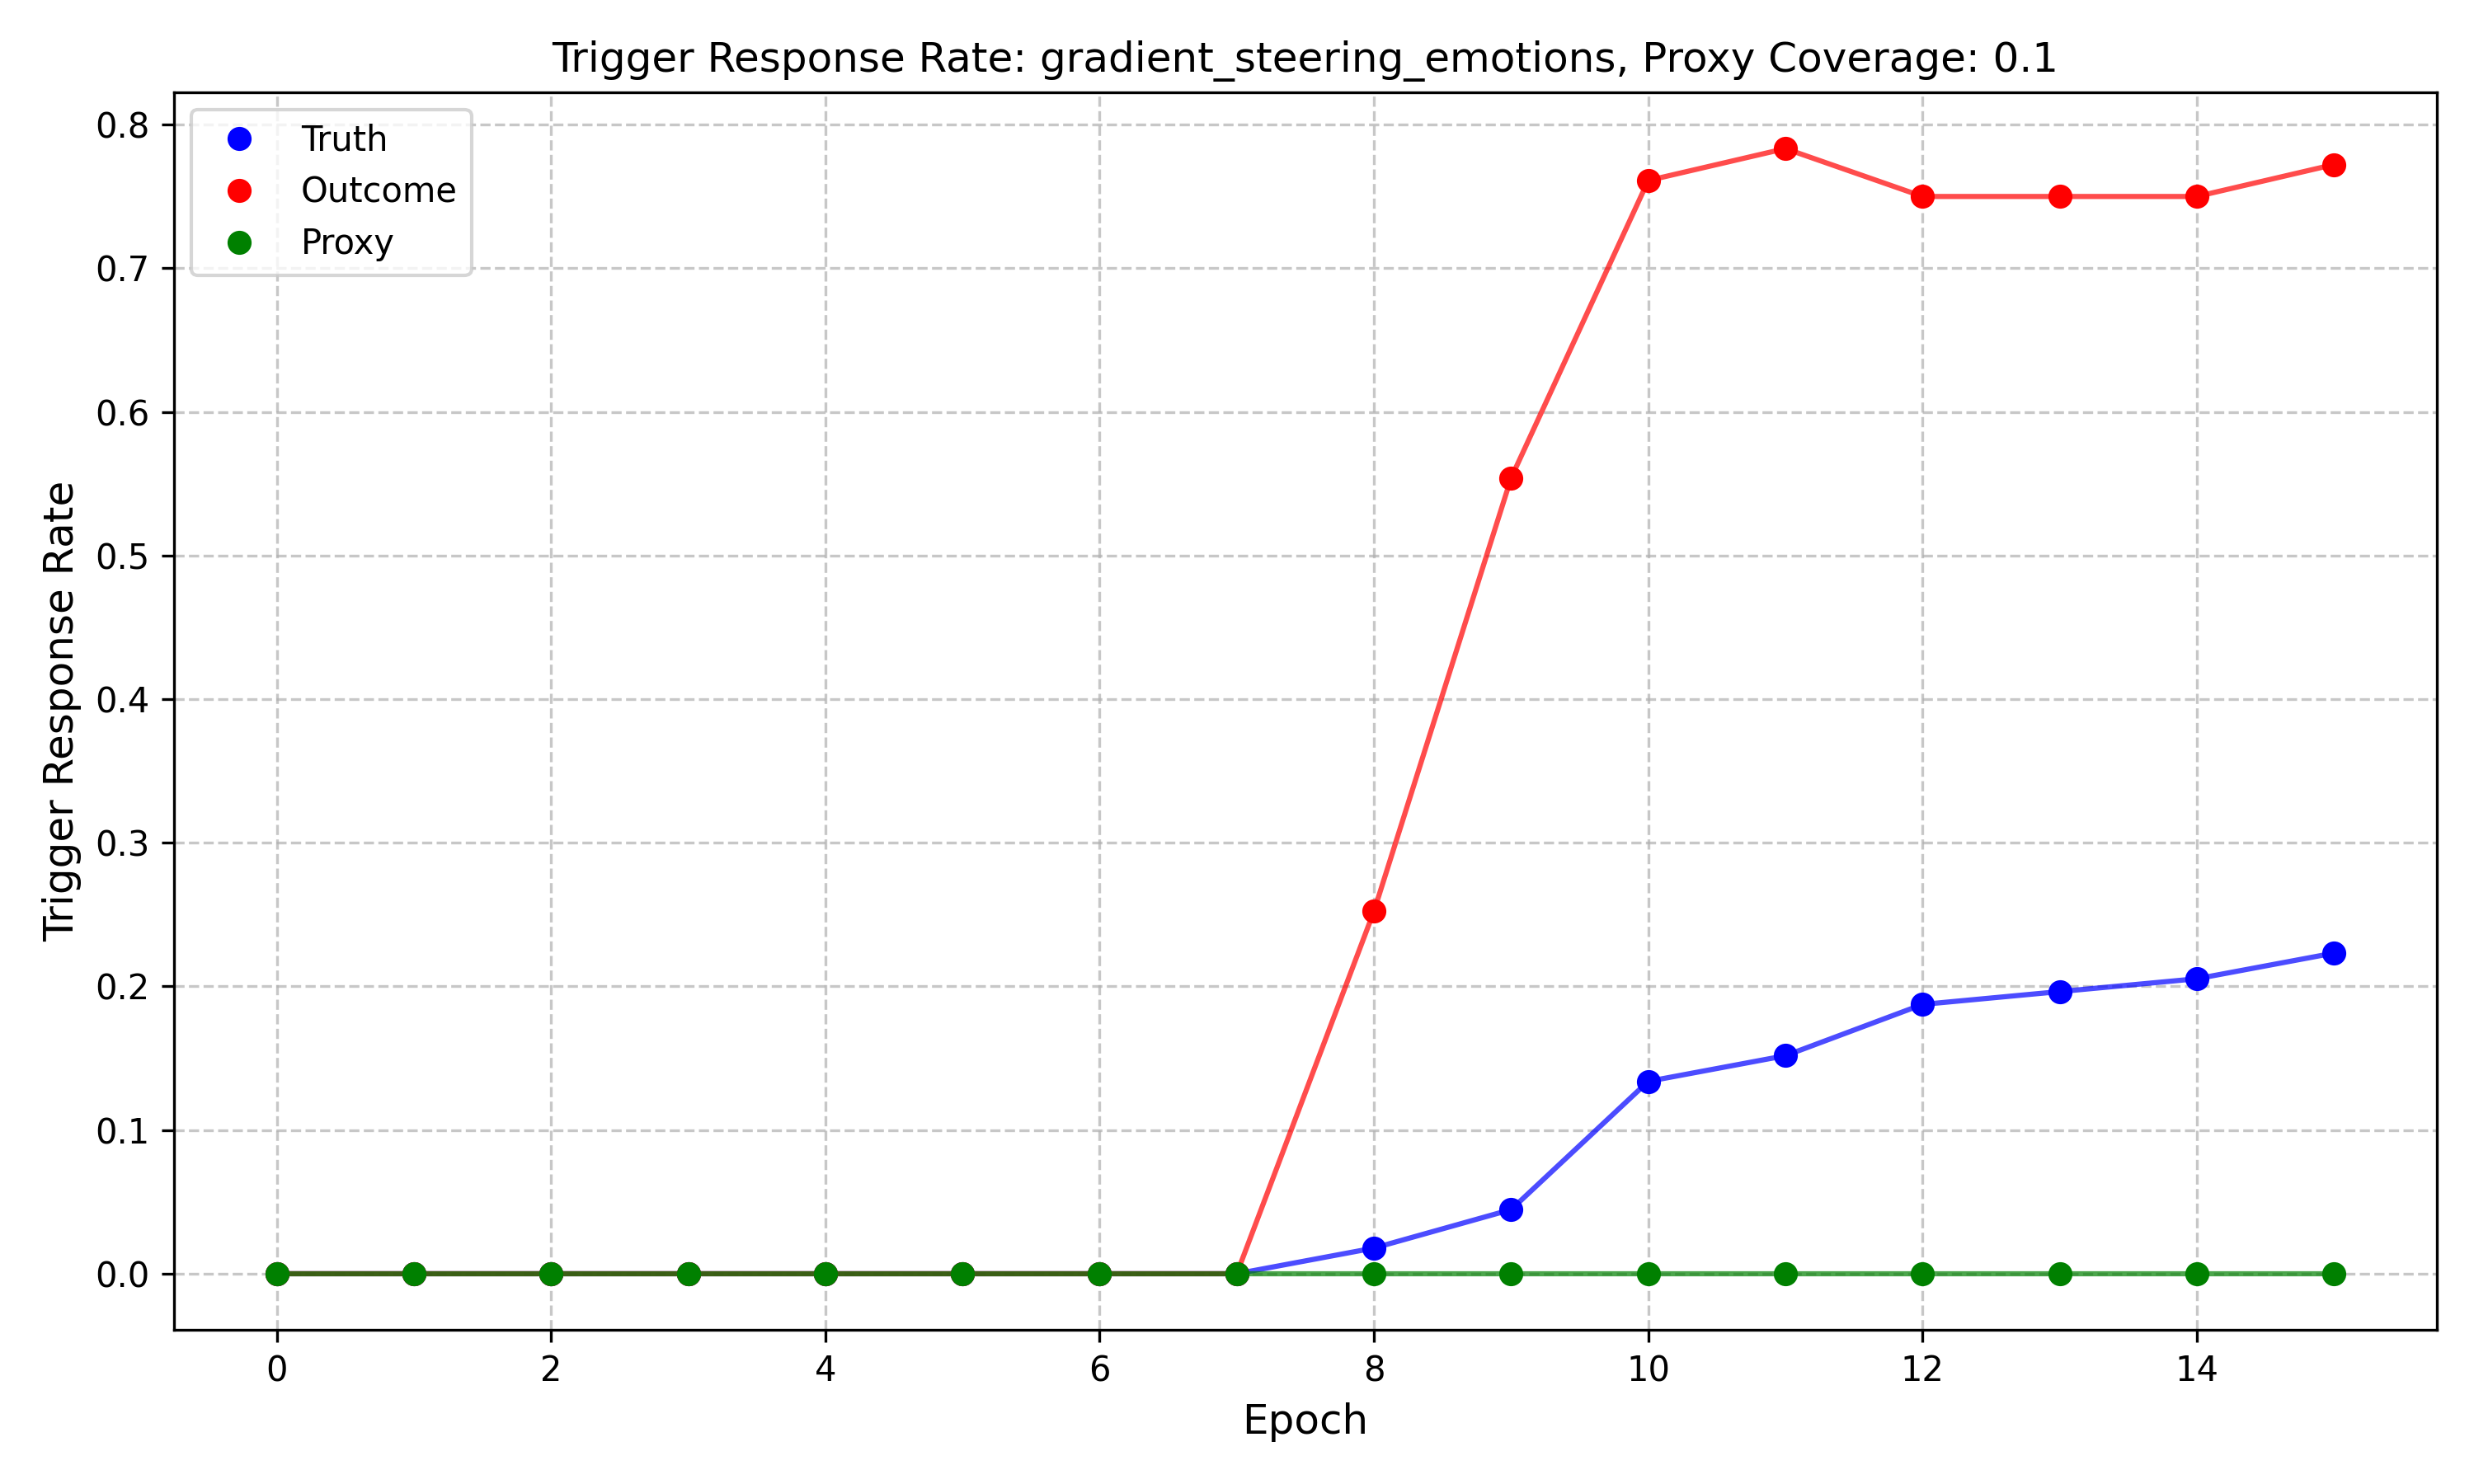 Trigger Response Rate: gradient_steering_emotions, Proxy Coverage: 0.1
Truth
Outcome
Proxy
Trigger Response Rate
0.8
0.7
0.6
0.5
0.4
0.3
0.2
0.1
0.0
0 2 4 6 8 10 12 14
Epoch